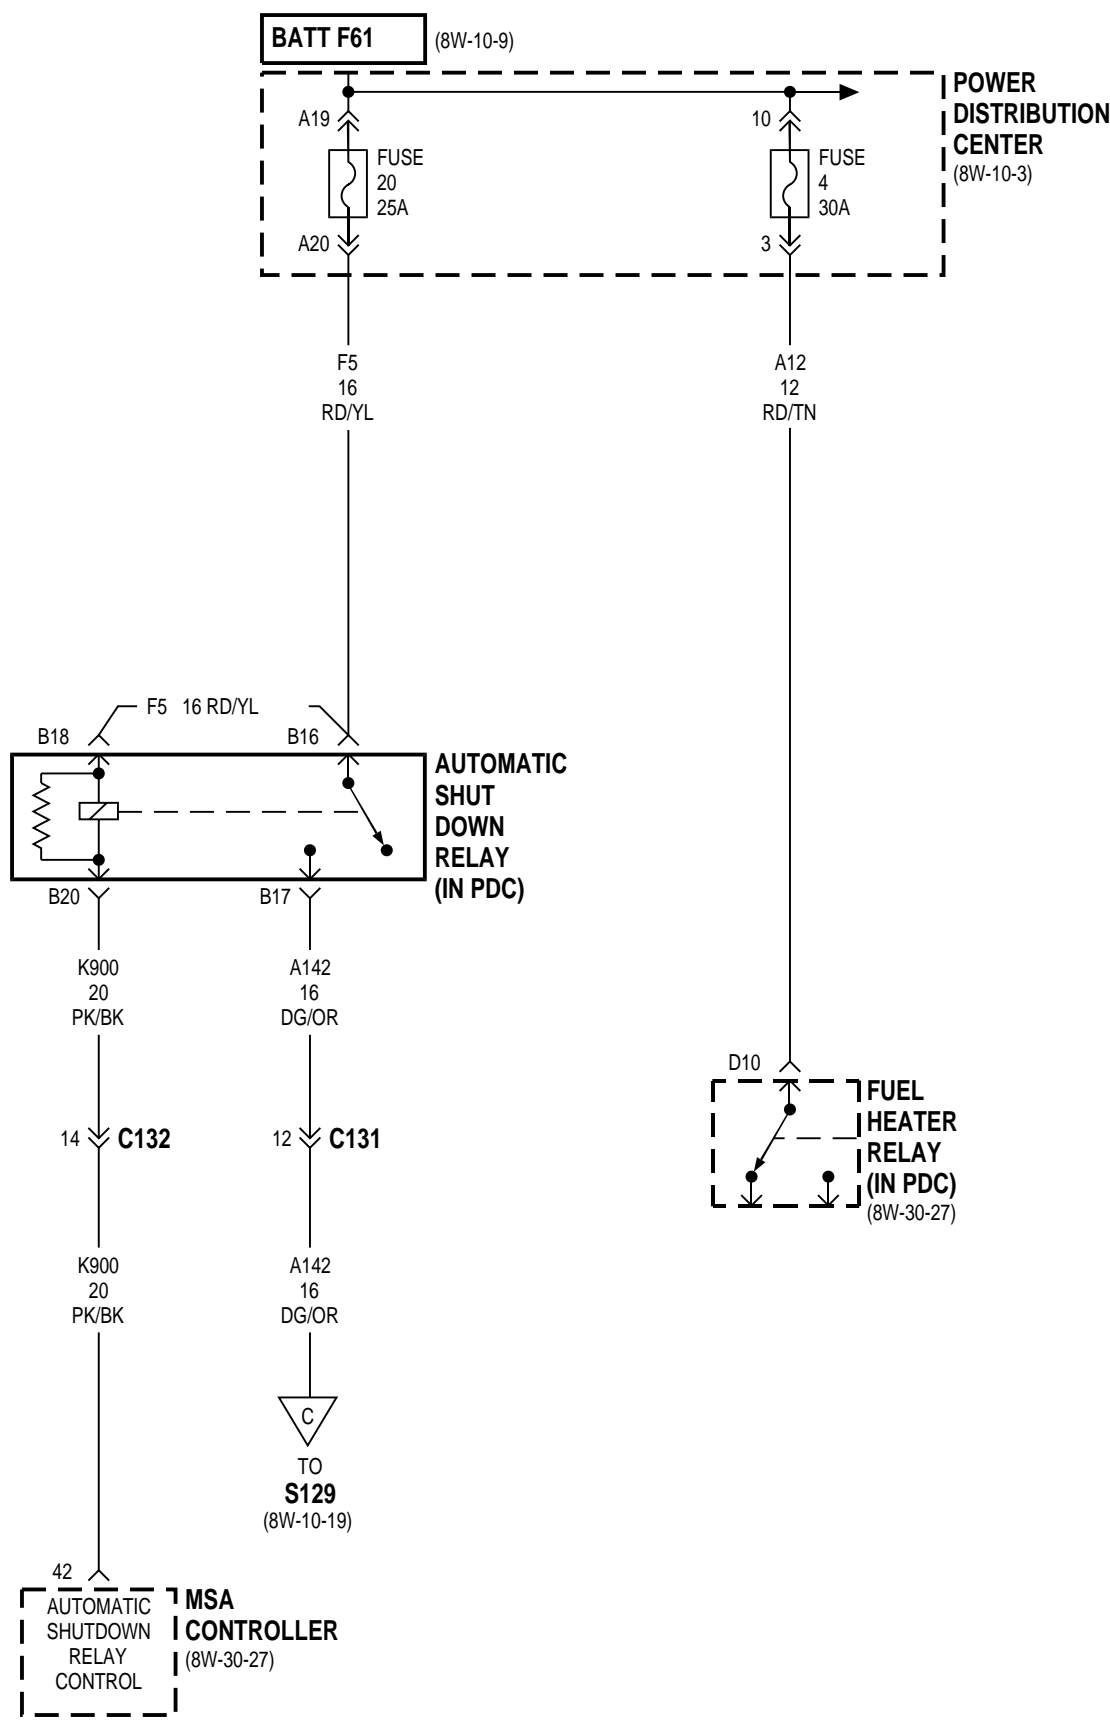 BATT F61
(8W-10-9)
POWER
DISTRIBUTION
CENTER
(8W-10-3)
A19
10
FUSE
20
25A
FUSE
4
30A
A20
3
F5
16
RD/YL
A12
12
RD/TN
F5 16 RD/YL
B18
B16
AUTOMATIC
SHUT
DOWN
RELAY
(IN PDC)
B20
B17
K900
20
PK/BK
A142
16
DG/OR
D10
FUEL
HEATER
RELAY
(IN PDC)
(8W-30-27)
14
C132
12
C131
K900
20
PK/BK
A142
16
DG/OR
C
TO
S129
(8W-10-19)
42
AUTOMATIC
SHUTDOWN
RELAY
CONTROL
MSA
CONTROLLER
(8W-30-27)